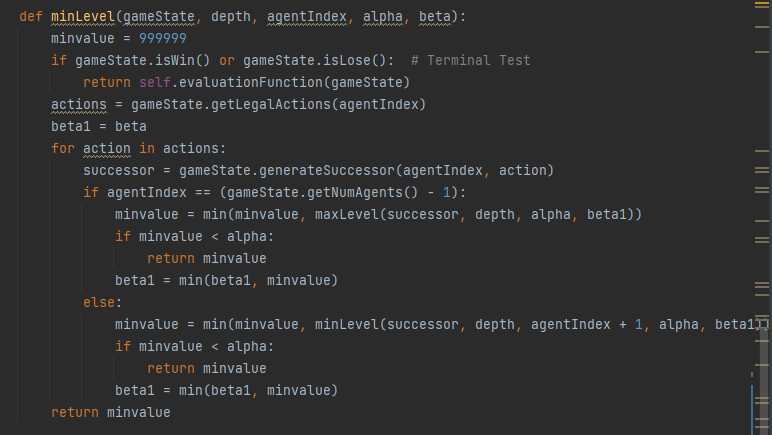 def minLevel(gameState, depth, agentIndex, alpha, beta):
    minvalue = 999999
    if gameState.isWin() or gameState.isLose():  # Terminal Test
        return self.evaluationFunction(gameState)
    actions = gameState.getLegalActions(agentIndex)
    beta1 = beta
    for action in actions:
        successor = gameState.generateSuccessor(agentIndex, action)
        if agentIndex == (gameState.getNumAgents() - 1):
            minvalue = min(minvalue, maxLevel(successor, depth, alpha, beta1))
            if minvalue < alpha:
                return minvalue
            beta1 = min(beta1, minvalue)
        else:
            minvalue = min(minvalue, minLevel(successor, depth, agentIndex + 1, alpha, beta1))
            if minvalue < alpha:
                return minvalue
            beta1 = min(beta1, minvalue)
    return minvalue